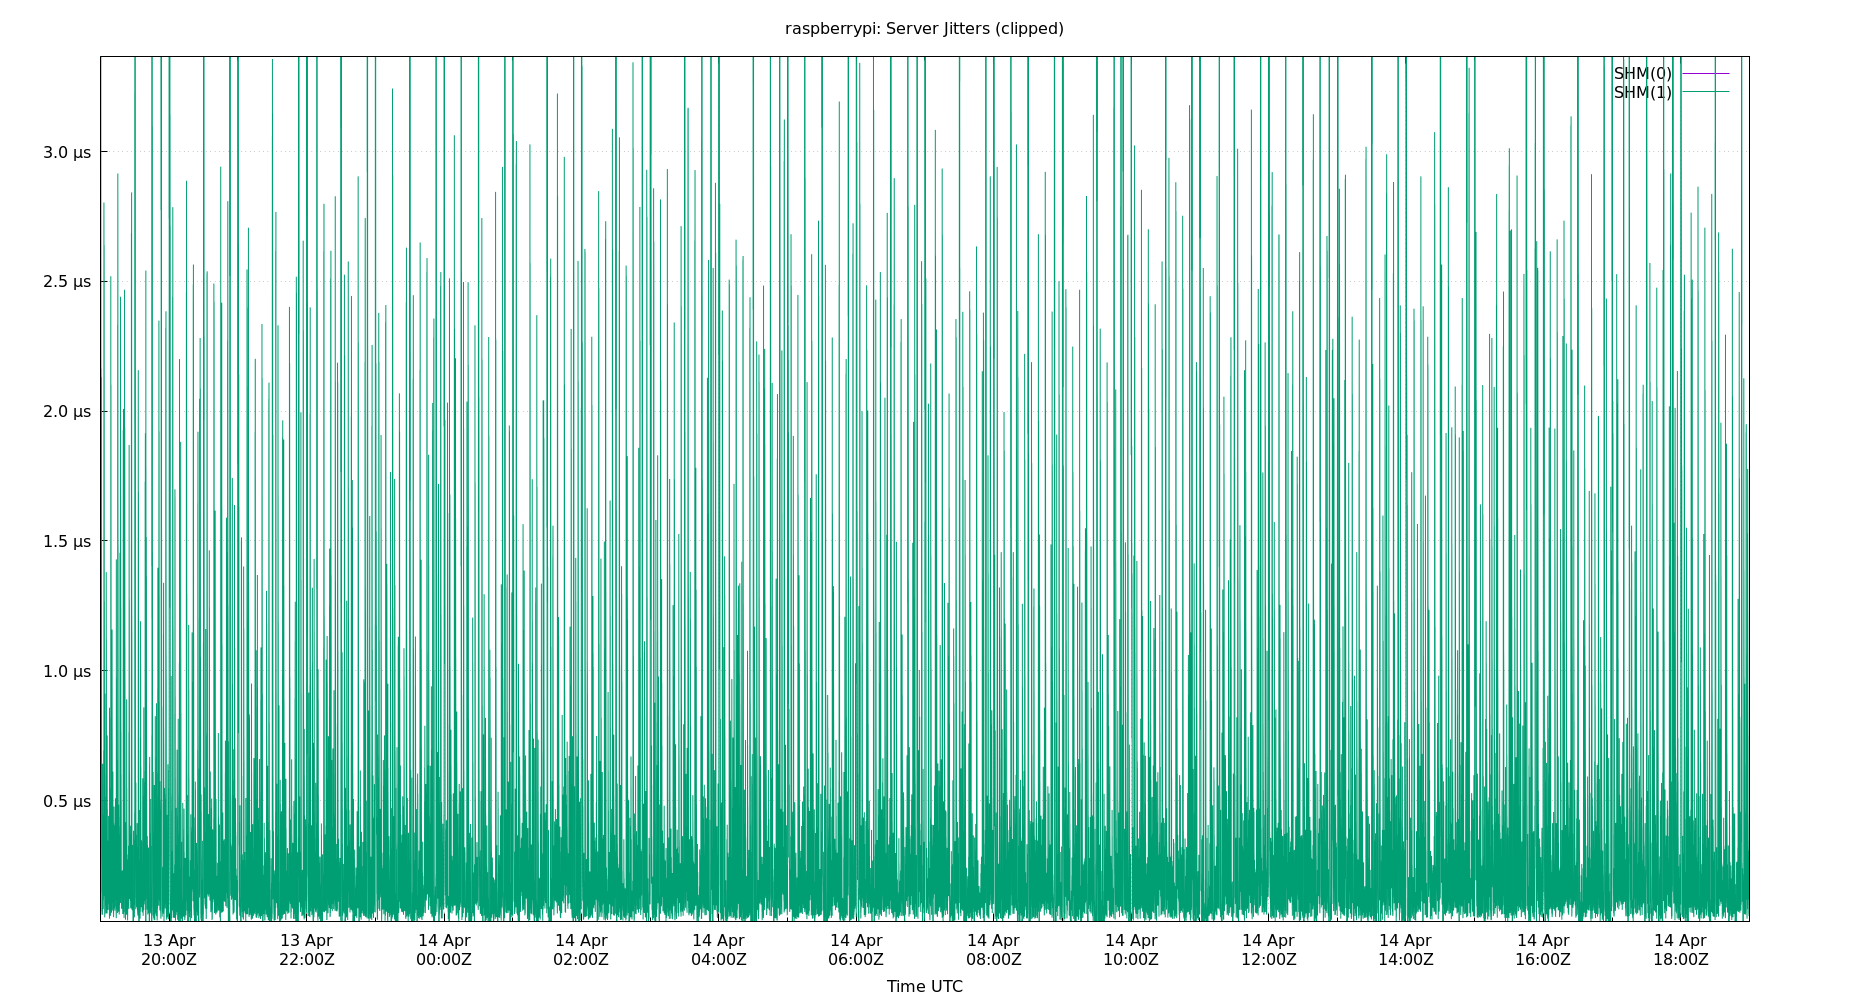 raspberrypi: Server Jitters (clipped)
SHM(0)
SHM(1)
3.0 µs
2.5 µs
2.0 µs
1.5 µs
1.0 µs
0.5 µs
13 Apr 13 Apr 14 Apr 14 Apr 14 Apr 14 Apr 14 Apr 14 Apr 14 Apr 14 Apr 14 Apr 14 Apr
20:00Z 22:00Z 00:00Z 02:00Z 04:00Z 06:00Z 08:00Z 10:00Z 12:00Z 14:00Z 16:00Z 18:00Z
Time UTC